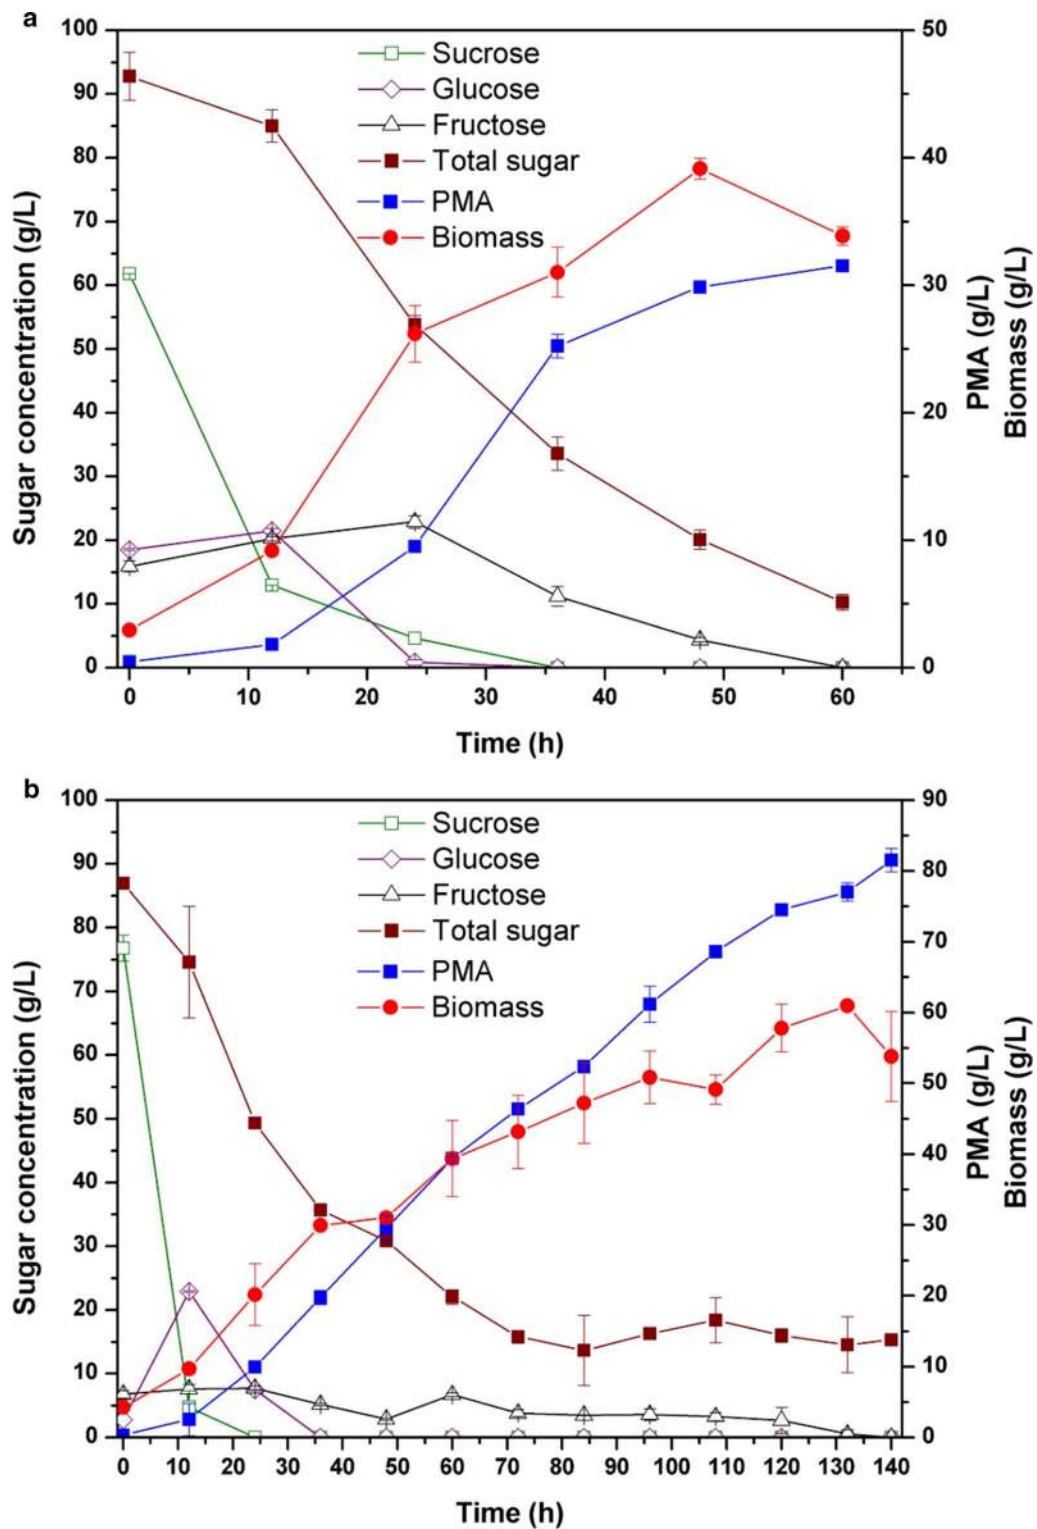 a
100
90
80
70
60
50
40
30
20
10
0
Sugar concentration (g/L)
Sucrose
Glucose
Fructose
Total sugar
PMA
Biomass
50
40
30
20
10
0
PMA (g/L)
Biomass (g/L)
0 10 20 30 40 50 60
Time (h)
b
100
90
80
70
60
50
40
30
20
10
0
Sugar concentration (g/L)
Sucrose
Glucose
Fructose
Total sugar
PMA
Biomass
90
80
70
60
50
40
30
20
10
0
PMA (g/L)
Biomass (g/L)
0 10 20 30 40 50 60 70 80 90 100 110 120 130 140
Time (h)